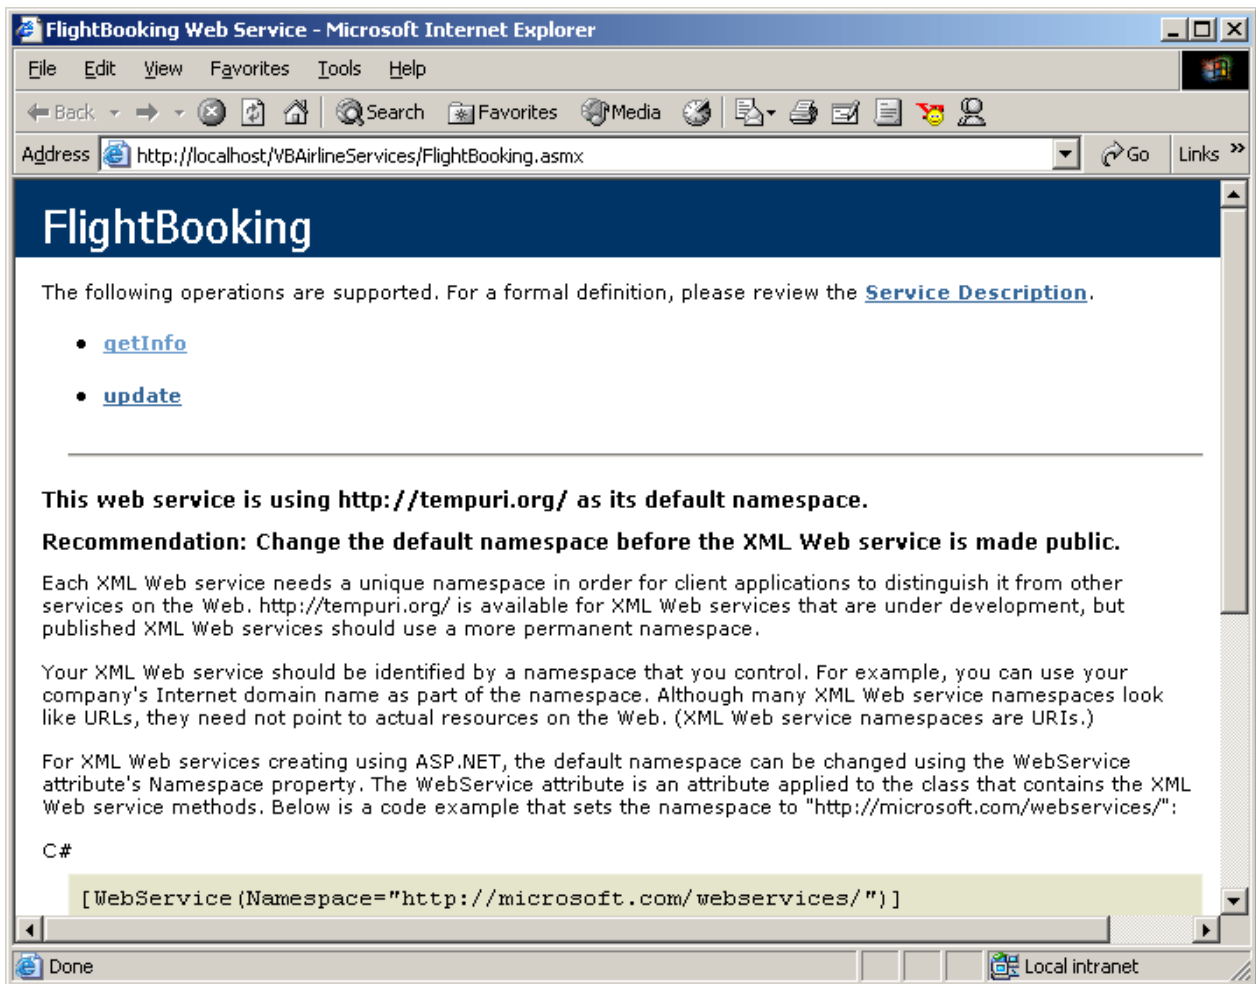 FlightBooking Web Service - Microsoft Internet Explorer
File Edit View Favorites Tools Help
Back Search Favorites Media
Address http://localhost/VBAirlineServices/FlightBooking.asmx Go Links »
FlightBooking
The following operations are supported. For a formal definition, please review the Service Description.
• getInfo
• update
This web service is using http://tempuri.org/ as its default namespace.
Recommendation: Change the default namespace before the XML Web service is made public.
Each XML Web service needs a unique namespace in order for client applications to distinguish it from other
services on the Web. http://tempuri.org/ is available for XML Web services that are under development, but
published XML Web services should use a more permanent namespace.
Your XML Web service should be identified by a namespace that you control. For example, you can use your
company's Internet domain name as part of the namespace. Although many XML Web service namespaces look
like URLs, they need not point to actual resources on the Web. (XML Web service namespaces are URIs.)
For XML Web services creating using ASP.NET, the default namespace can be changed using the WebService
attribute's Namespace property. The WebService attribute is an attribute applied to the class that contains the XML
Web service methods. Below is a code example that sets the namespace to "http://microsoft.com/webservices/":
C#
[WebService(Namespace="http://microsoft.com/webservices/")]
Done Local intranet